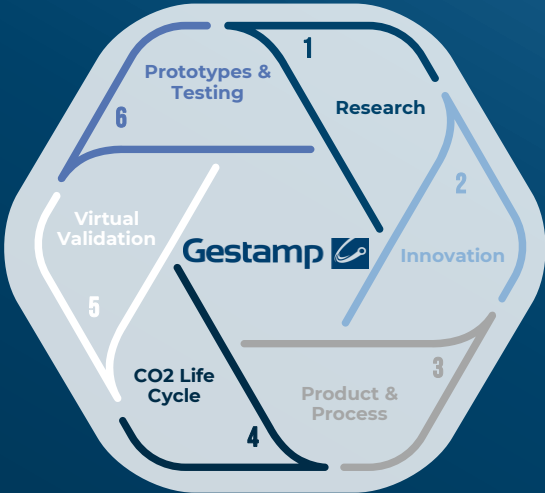 1
Research
2
Innovation
3
Product &
Process
4
CO2 Life
Cycle
5
Virtual
Validation
6
Prototypes &
Testing
Gestamp